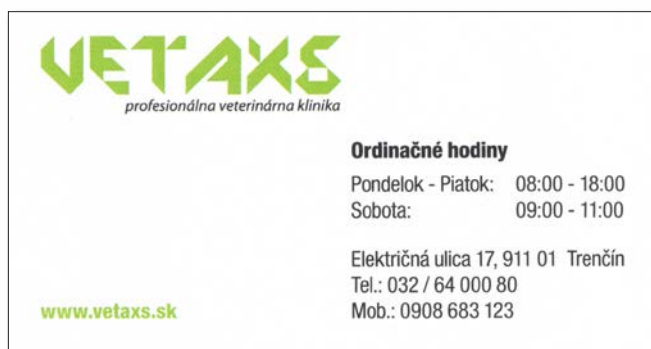 VETAXS
profesionálna veterinárna klinika
Ordinačné hodiny
Pondelok - Piatok: 08:00 - 18:00
Sobota: 09:00 - 11:00
Električná ulica 17, 911 01 Trenčín
Tel.: 032 / 64 000 80
www.vetaxs.sk Mob.: 0908 683 123